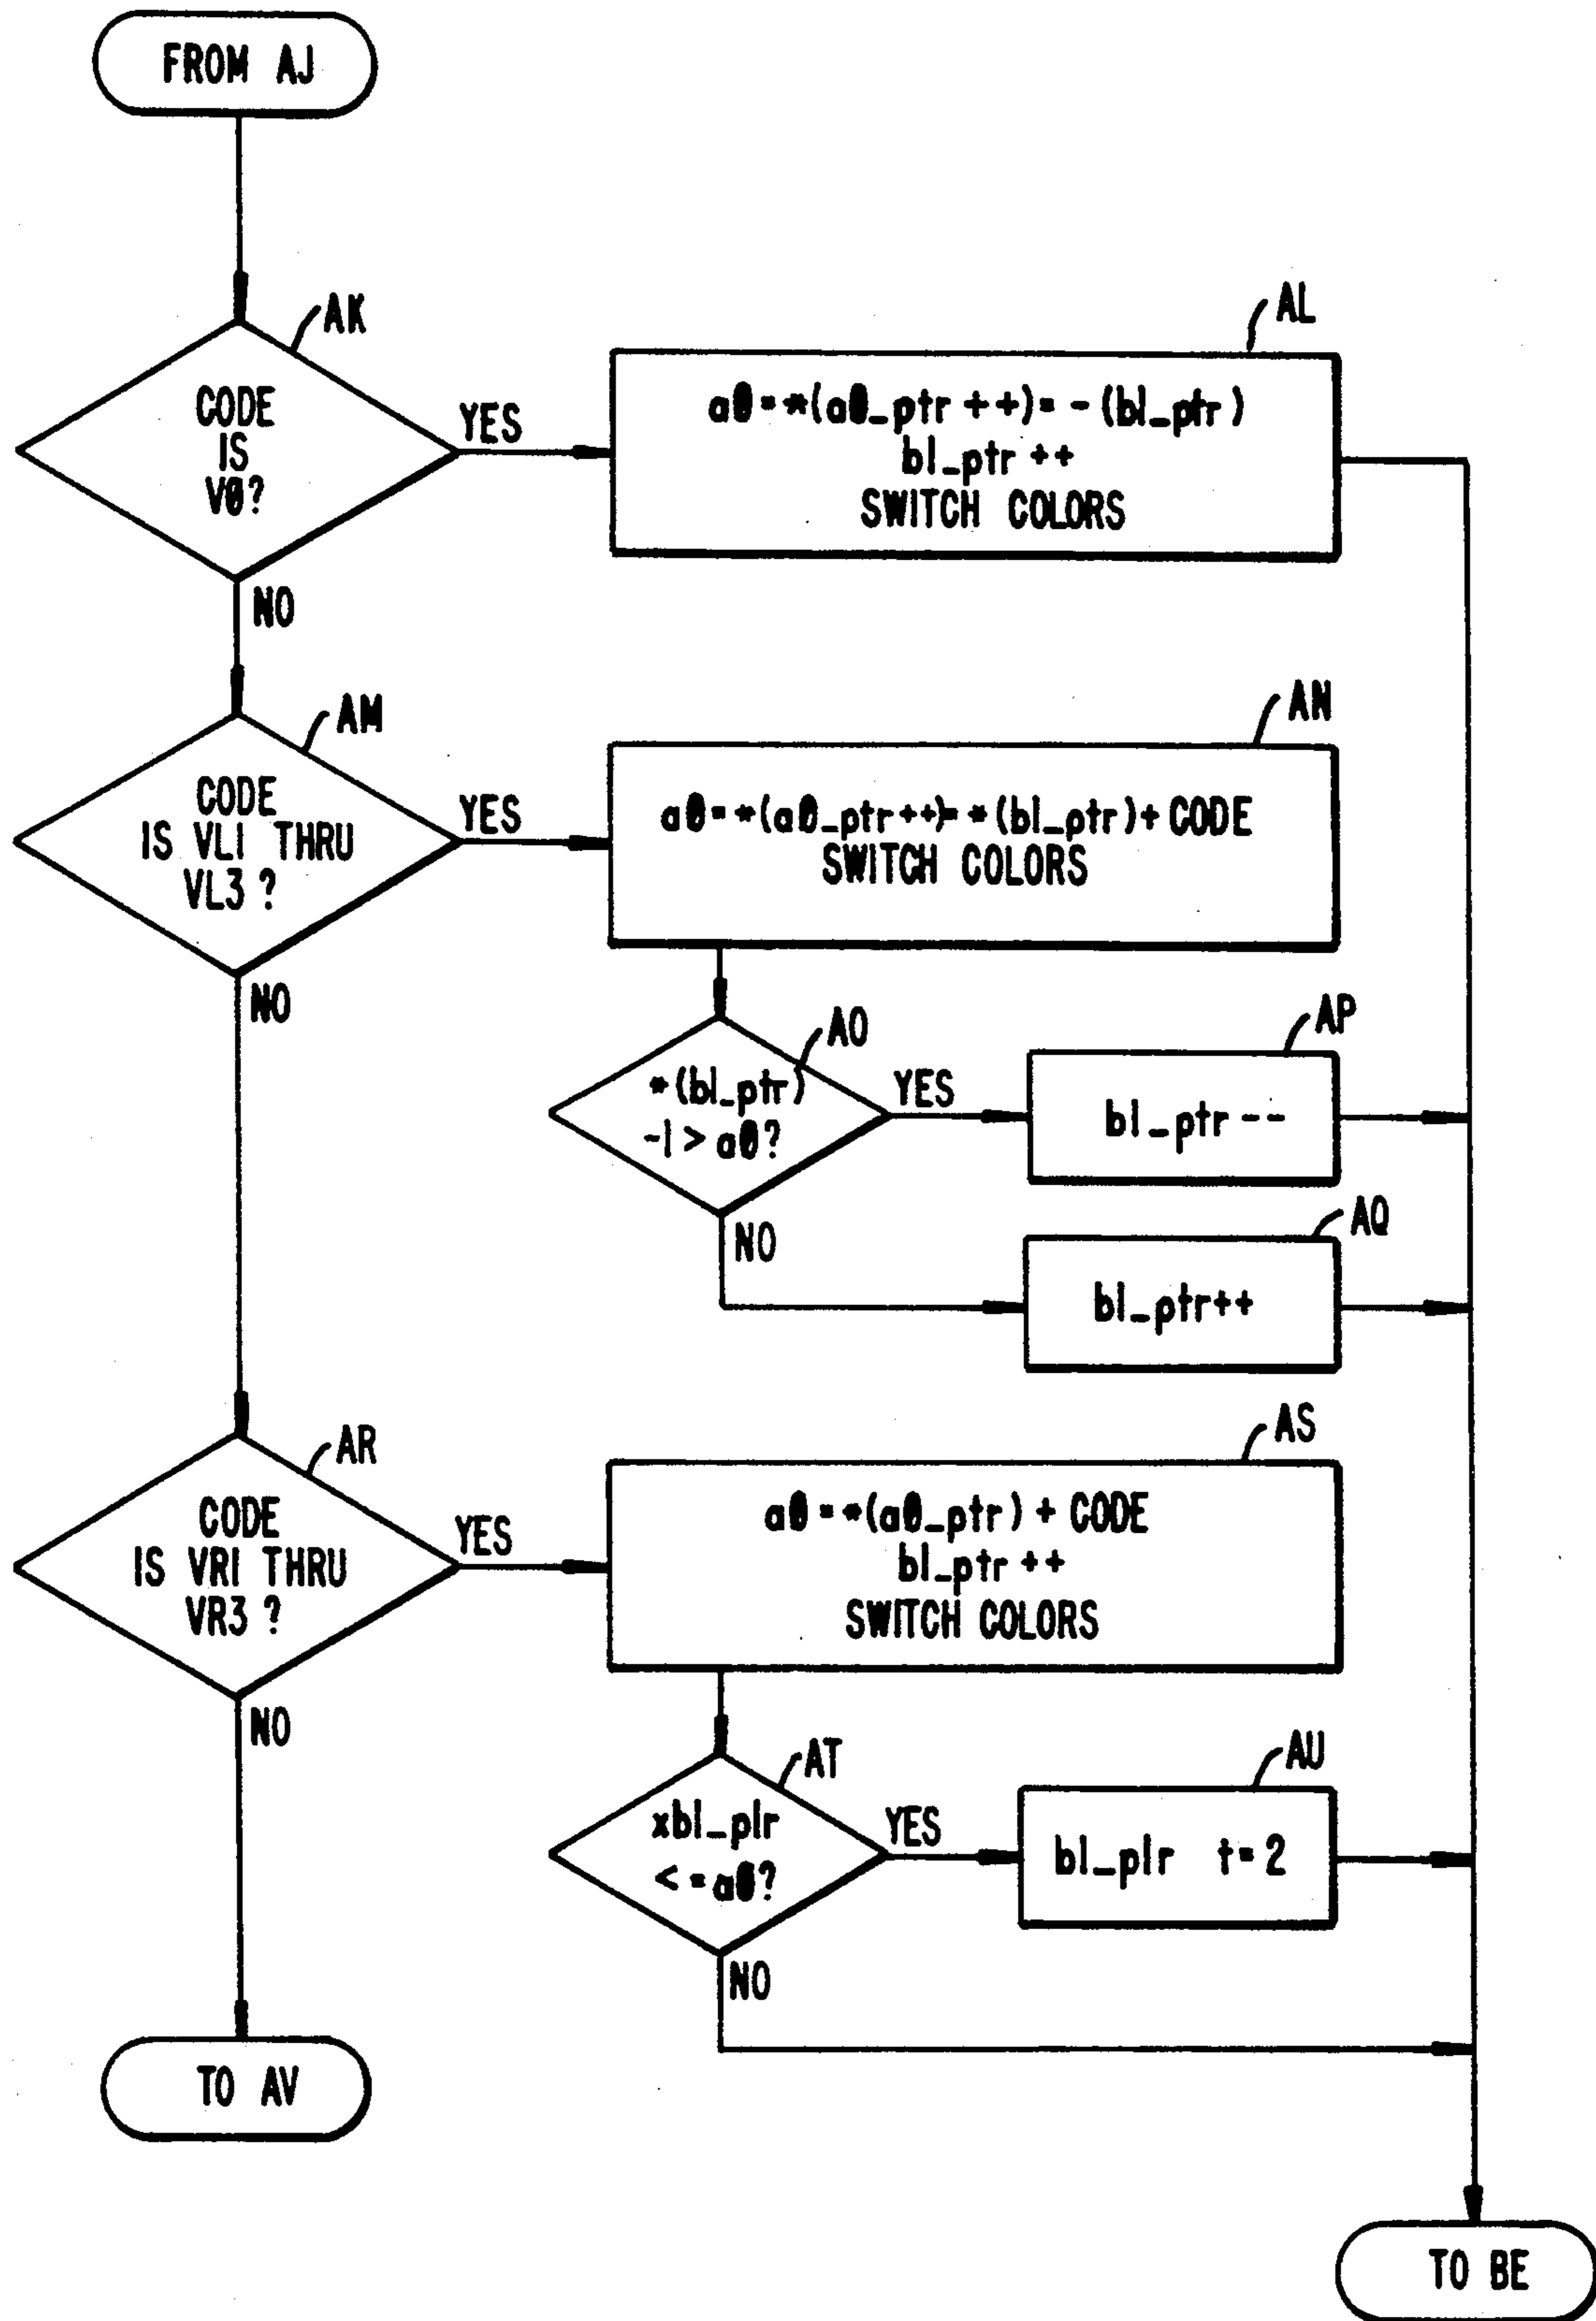 FROM AJ
AK
CODE
IS
V0?
YES
NO
AL
a0=*(a0_ptr ++)= -(bl_ptr)
bl_ptr ++
SWITCH COLORS
AM
CODE
IS VL1 THRU
VL3 ?
YES
NO
AN
a0=*(a0_ptr++)= *(bl_ptr)+ CODE
SWITCH COLORS
AO
*(bl_ptr)
-1 > a0?
YES
NO
AP
bl_ptr --
AQ
bl_ptr++
AR
CODE
IS VR1 THRU
VR3 ?
YES
NO
AS
a0=*(a0_ptr) + CODE
bl_ptr ++
SWITCH COLORS
AT
xbl_plr
<=a0?
YES
NO
AU
bl_plr t=2
TO AV
TO BE